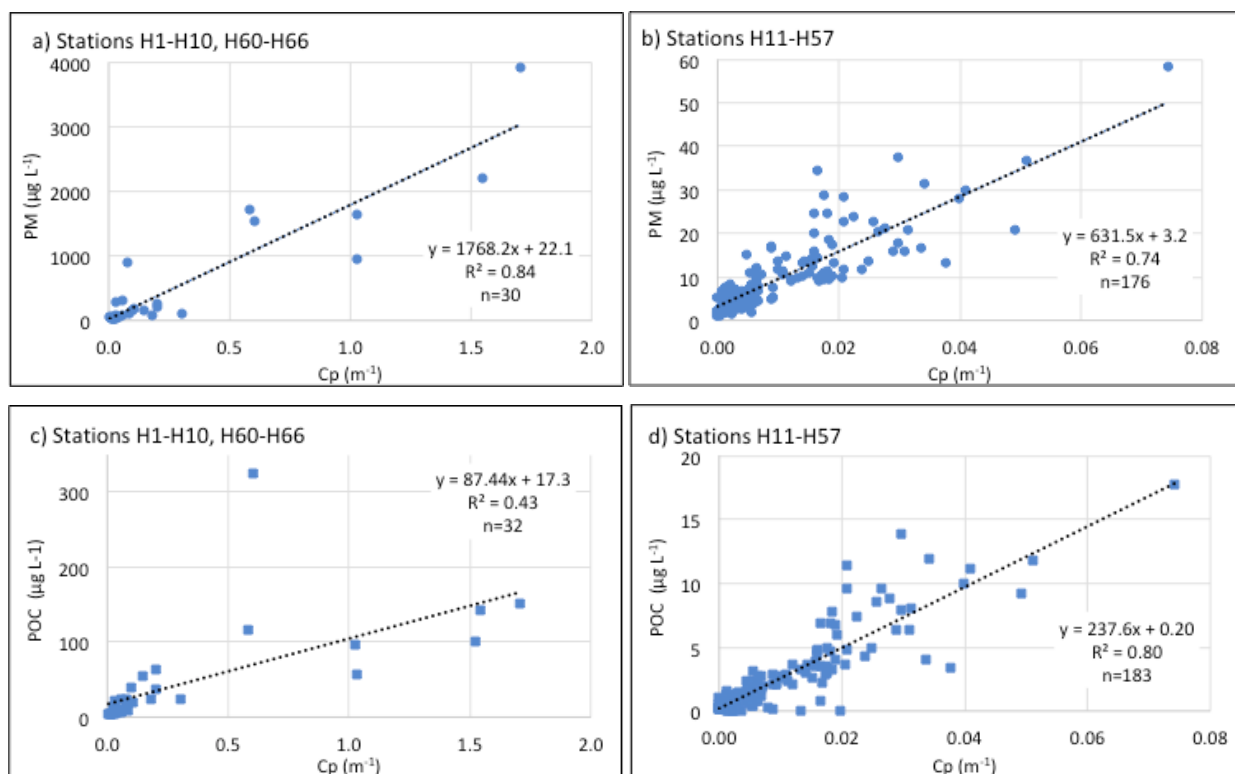 a) Stations H1-H10, H60-H66
4000
3000
2000
1000
0
PM (µg L⁻¹)
y = 1768.2x + 22.1
R² = 0.84
n=30
0.0 0.5 1.0 1.5 2.0
Cp (m⁻¹)
b) Stations H11-H57
60
50
40
30
20
10
0
PM (µg L⁻¹)
y = 631.5x + 3.2
R² = 0.74
n=176
0.00 0.02 0.04 0.06 0.08
Cp (m⁻¹)
c) Stations H1-H10, H60-H66
300
200
100
0
POC (µg L-1)
y = 87.44x + 17.3
R² = 0.43
n=32
0.0 0.5 1.0 1.5 2.0
Cp (m⁻¹)
d) Stations H11-H57
20
15
10
5
0
POC (µg L⁻¹)
y = 237.6x + 0.20
R² = 0.80
n=183
0.00 0.02 0.04 0.06 0.08
Cp (m⁻¹)